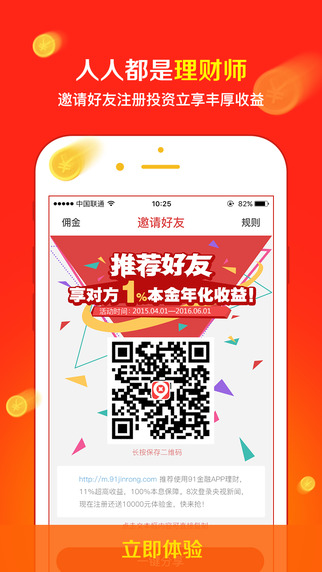 人人都是理财师
邀请好友注册投资立享丰厚收益
中国联通 10:25 82%
佣金 邀请好友 规则
推荐好友
享对方1%本金年化收益!
活动时间:2015.04.01—2016.06.01
长按保存二维码
http://m.91jinrong.com 推荐使用91金融APP理财,
11%超高收益,100%本息保障。8次登录央视新闻,
现在注册还送10000元体验金,快来抢!
立即体验